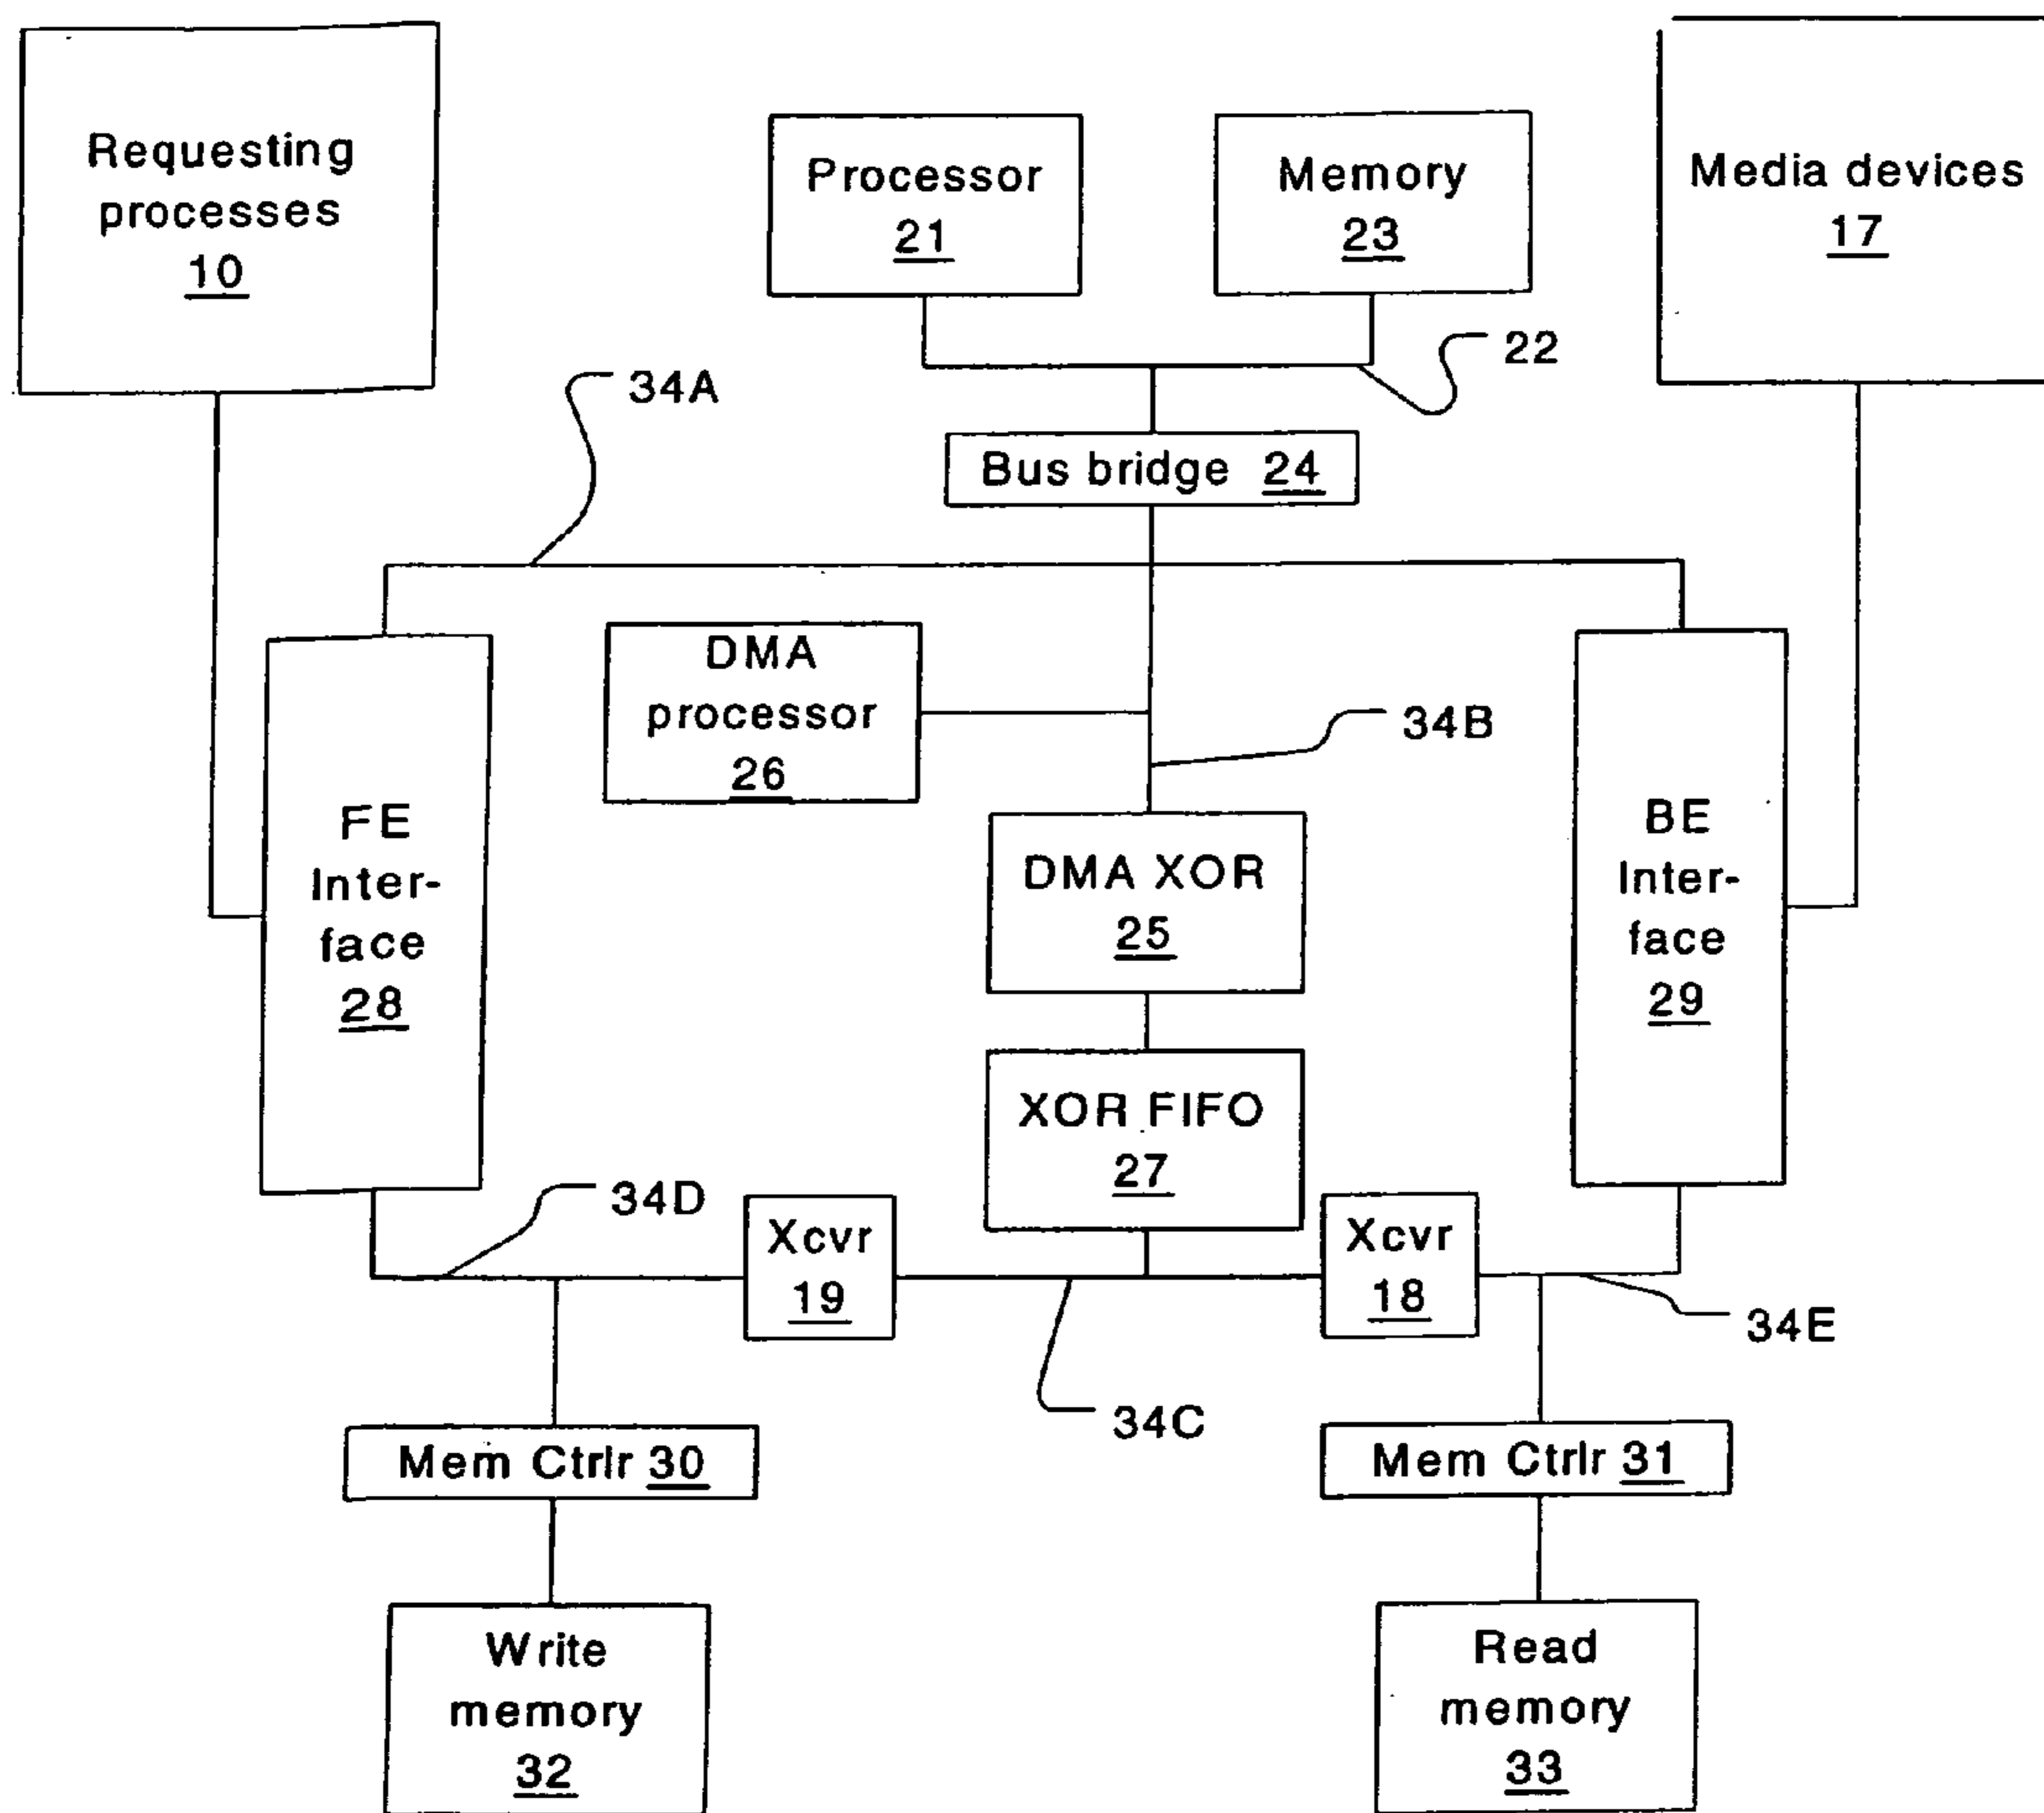 Requesting
processes
10
Processor
21
Memory
23
Media devices
17
22
34A
Bus bridge 24
DMA
processor
26
34B
FE
Inter-
face
28
DMA XOR
25
BE
Inter-
face
29
XOR FIFO
27
34D
Xcvr
19
Xcvr
18
34E
34C
Mem Ctrlr 30
Mem Ctrlr 31
Write
memory
32
Read
memory
33